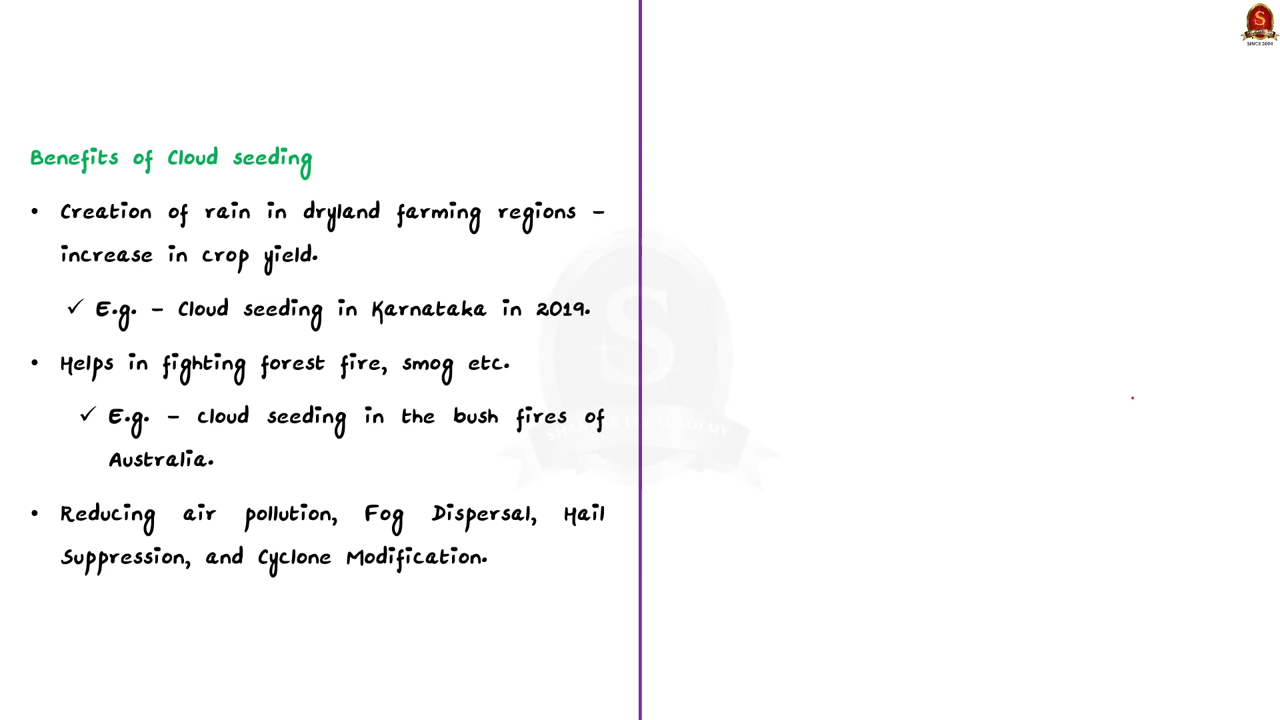 Benefits of Cloud seeding
• Creation of rain in dryland farming regions –
increase in crop yield.
✓ E.g. – Cloud seeding in Karnataka in 2019.
• Helps in fighting forest fire, smog etc.
✓ E.g. – cloud seeding in the bush fires of
Australia.
• Reducing air pollution, Fog Dispersal, Hail
Suppression, and Cyclone Modification.
S
SINCE 2004